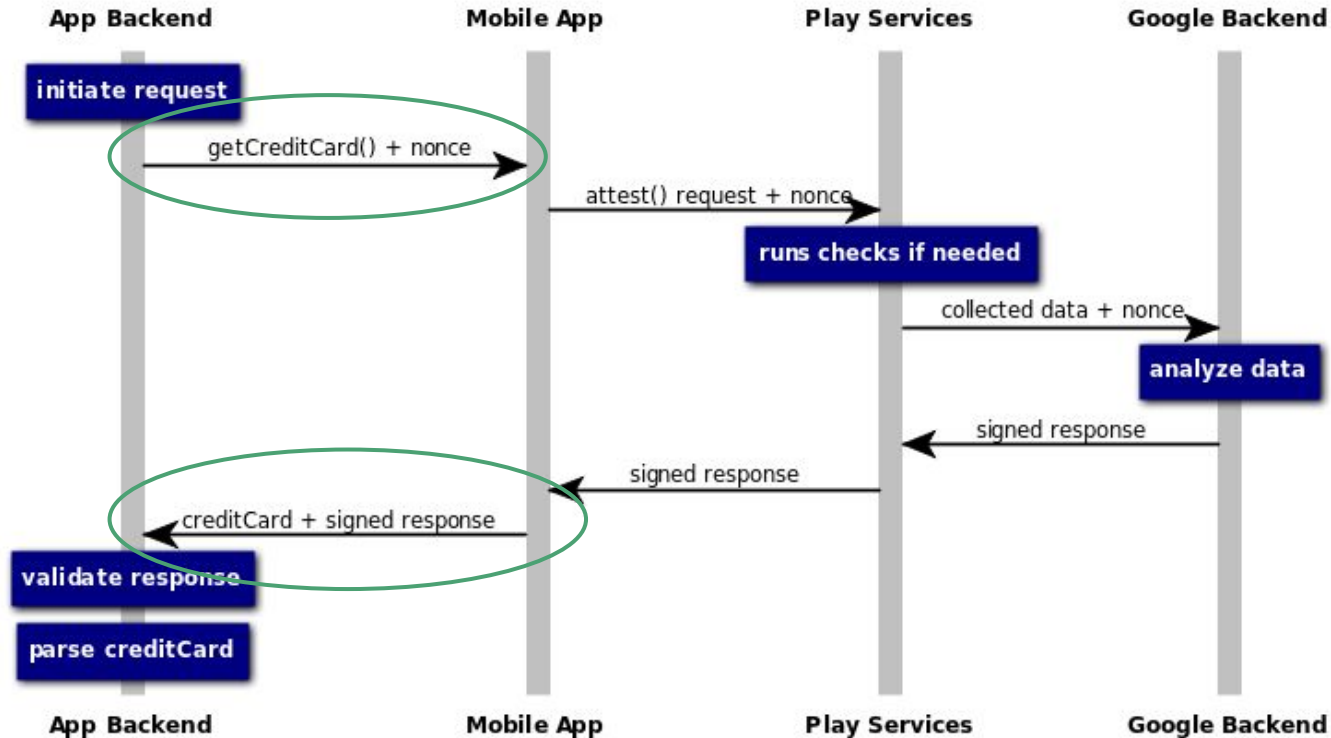 App Backend
Mobile App
Play Services
Google Backend
initiate request
getCreditCard() + nonce
attest() request + nonce
runs checks if needed
collected data + nonce
analyze data
signed response
signed response
creditCard + signed response
validate response
parse creditCard
App Backend
Mobile App
Play Services
Google Backend